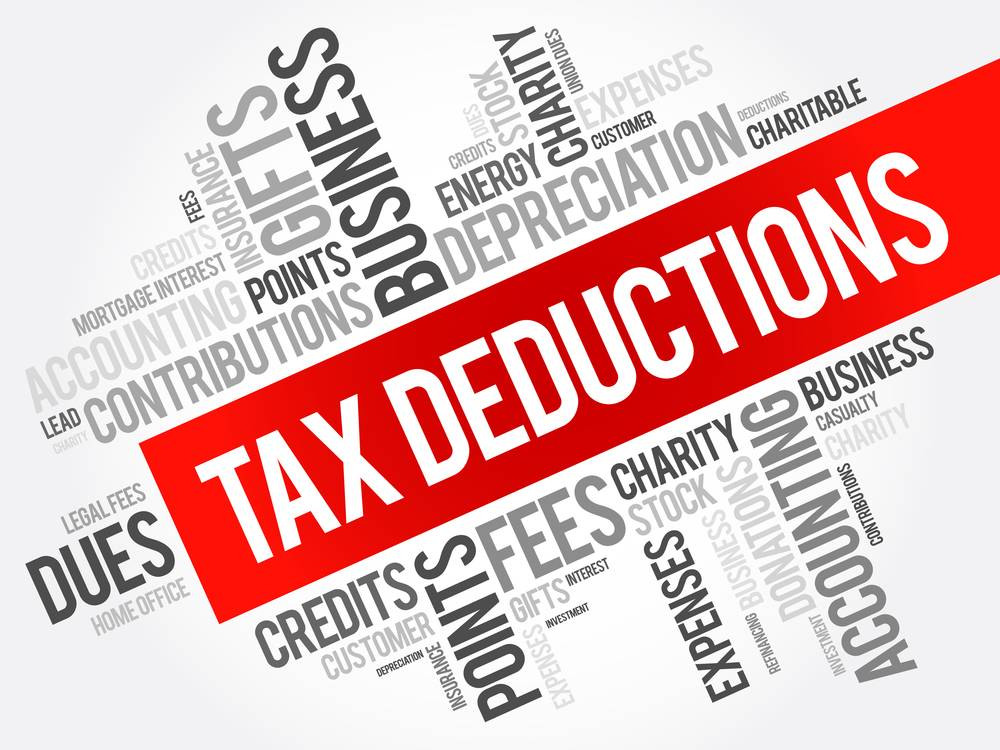 BUSINESS
GIFTS
INSURANCE
FEES
CREDITS
MORTGAGE INTEREST
POINTS
ACCOUNTING
CONTRIBUTIONS
LEAD
CHARITY
CHARITY
UNION DUES
STOCK
DUES
CREDITS
EXPENSES
CUSTOMER
ENERGY
DEPRECIATION
DEDUCTIONS
CHARITABLE
TAX DEDUCTIONS
LEGAL FEES
DUES
HOME OFFICE
CREDITS
CUSTOMER
DEPRECIATION
INSURANCE
POINTS
FEES
INTEREST
GIFTS
INVESTMENT
EXPENSES
CHARITY
STOCK
EXPENSES
BUSINESS
REFINANCING
DONATIONS
ACCOUNTING
INVESTMENT
BUSINESS
CASUALTY
CHARITY
CONTRIBUTIONS